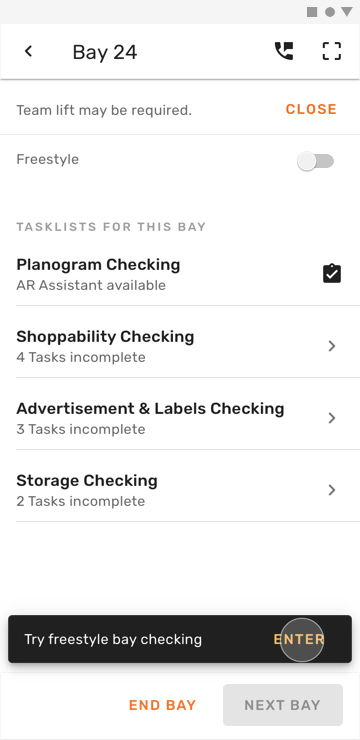 Bay 24
Team lift may be required.
CLOSE
Freestyle
TASKLISTS FOR THIS BAY
Planogram Checking
AR Assistant available
Shoppability Checking
4 Tasks incomplete
Advertisement & Labels Checking
3 Tasks incomplete
Storage Checking
2 Tasks incomplete
Try freestyle bay checking
ENTER
END BAY
NEXT BAY